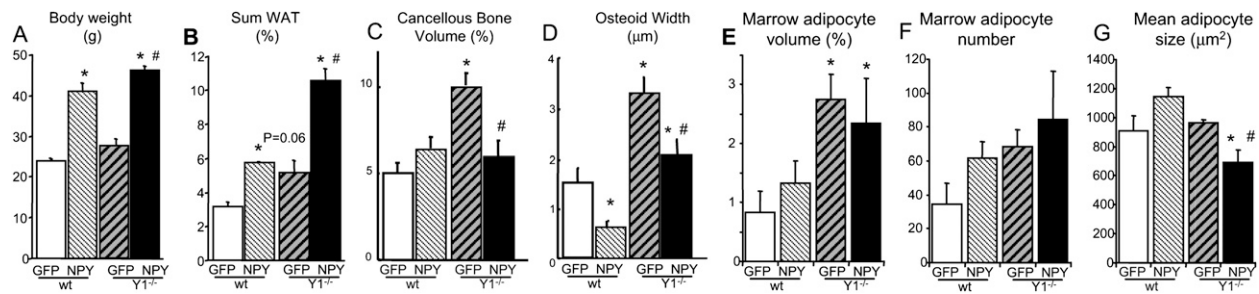 A
Body weight
(g)
50
40
30
20
10
0
*
* #
GFP NPY GFP NPY
wt Y1-/-
B
Sum WAT
(%)
12
10
8
6
4
2
0
*
P=0.06
* #
GFP NPY GFP NPY
wt Y1-/-
C
Cancellous Bone
Volume (%)
10
5
0
*
#
GFP NPY GFP NPY
wt Y1-/-
D
Osteoid Width
(μm)
4
3
2
1
0
*
*
* #
GFP NPY GFP NPY
wt Y1-/-
E
Marrow adipocyte
volume (%)
4
3
2
1
0
*
*
GFP NPY GFP NPY
wt Y1-/-
F
Marrow adipocyte
number
120
100
80
60
40
20
0
GFP NPY GFP NPY
wt Y1-/-
G
Mean adipocyte
size (μm²)
1400
1200
1000
800
600
400
200
0
* #
GFP NPY GFP NPY
wt Y1-/-